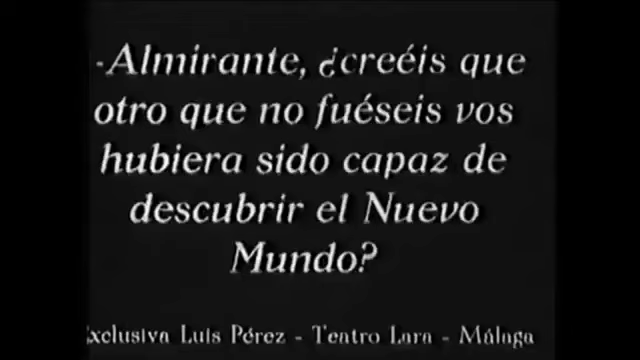 -Almirante, ¿creéis que
otro que no fuéseis vos
hubiera sido capaz de
descubrir el Nuevo
Mundo?
Exclusiva Luis Pérez - Teatro Lara - Málaga